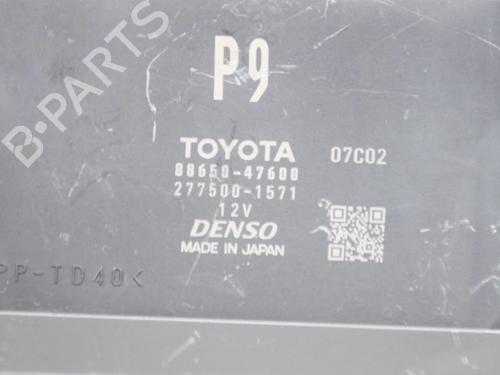 P9
TOYOTA 07C02
88650-47600
277500-1571
12V
DENSO
MADE IN JAPAN
PP-TD40<
B-PARTS